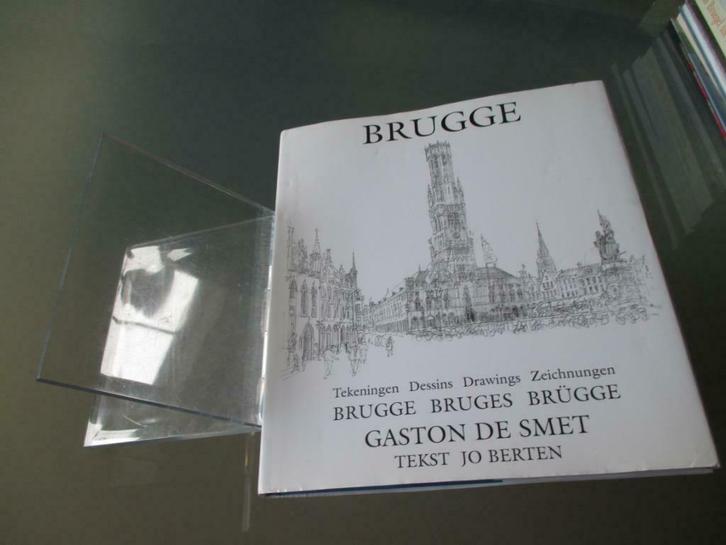 BRUGGE
Tekeningen Dessins Drawings Zeichnungen
BRUGGE BRUGES BRÜGGE
GASTON DE SMET
TEKST JO BERTEN